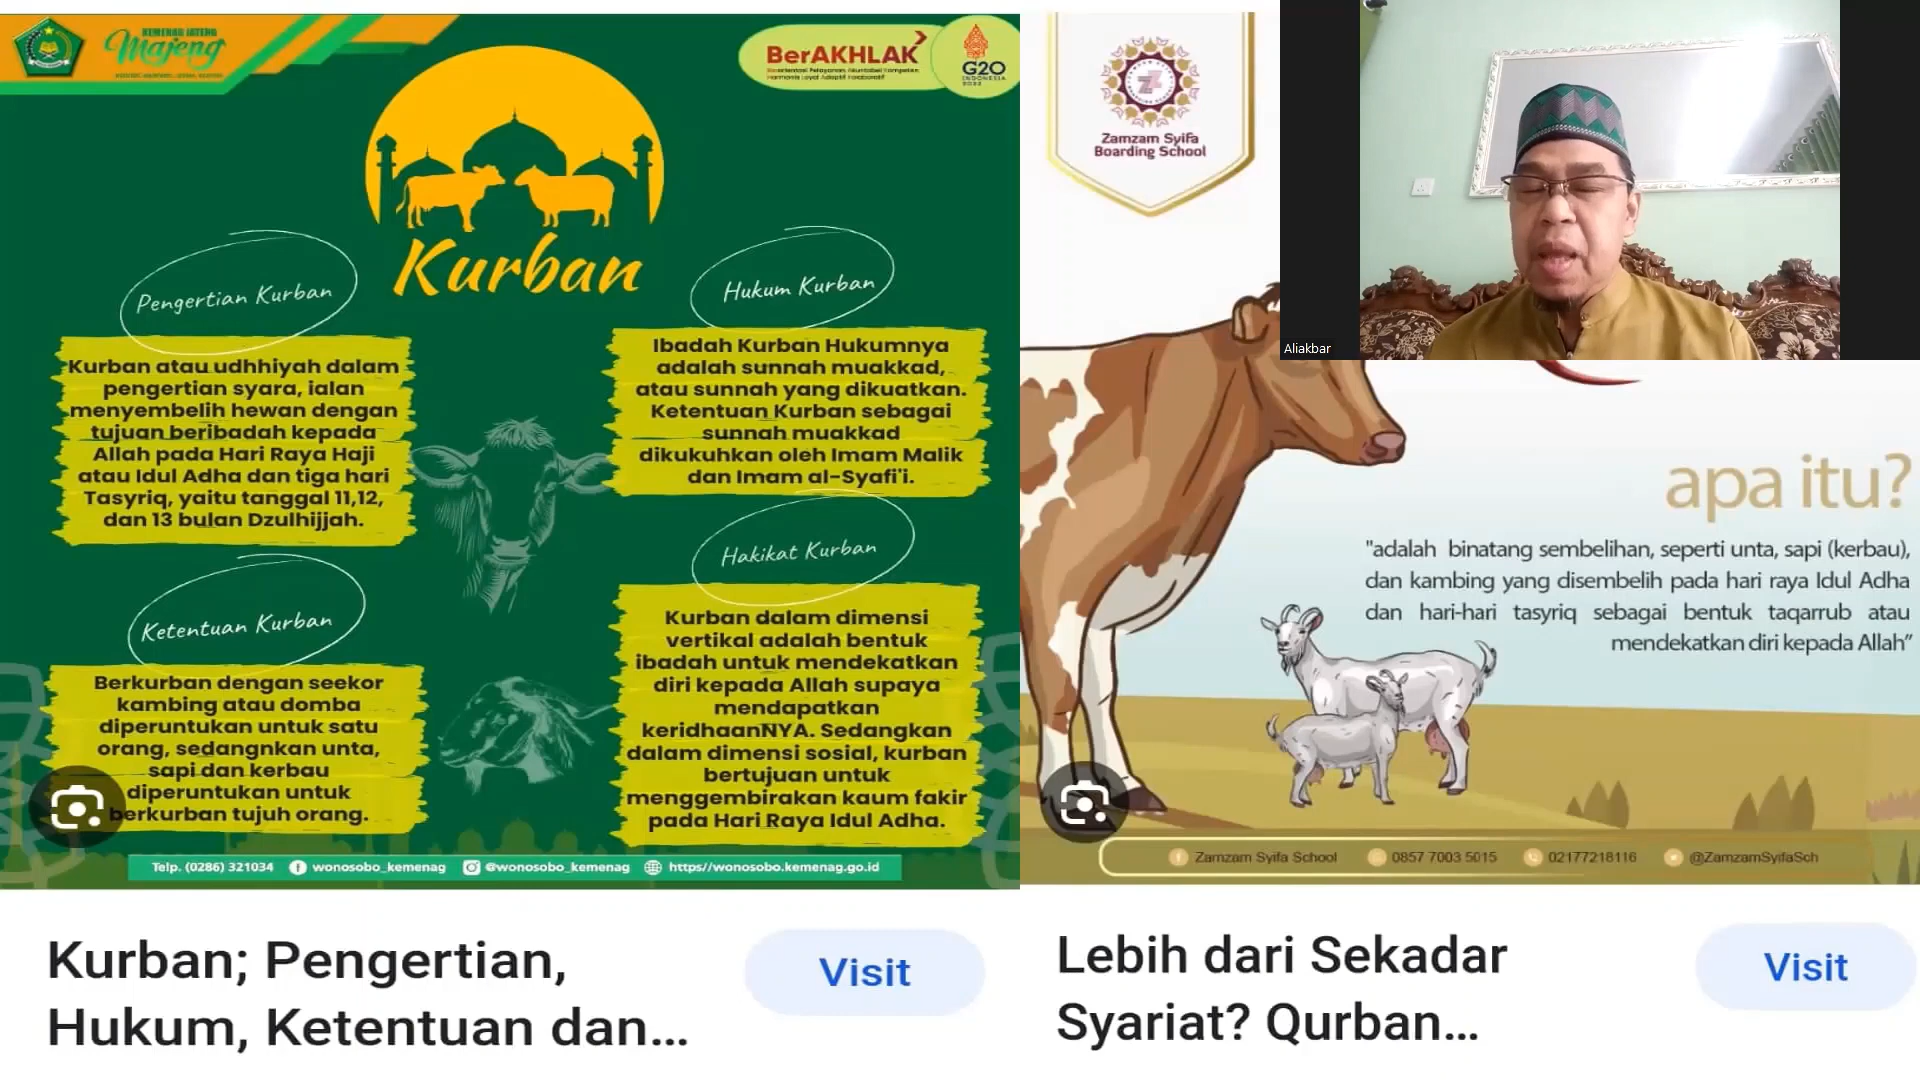 KEMENAG JATENG
Majeng
BerAKHLAK
Berorientasi Pelayanan Akuntabel Kompeten
Harmonis Loyal Adaptif Kolaboratif
G20
INDONESIA
2022
Kurban
Pengertian Kurban
Kurban atau udhhiyah dalam
pengertian syara, ialan
menyembelih hewan dengan
tujuan beribadah kepada
Allah pada Hari Raya Haji
atau Idul Adha dan tiga hari
Tasyriq, yaitu tanggal 11,12,
dan 13 bulan Dzulhijjah.
Hukum Kurban
Ibadah Kurban Hukumnya
adalah sunnah muakkad,
atau sunnah yang dikuatkan.
Ketentuan Kurban sebagai
sunnah muakkad
dikukuhkan oleh Imam Malik
dan Imam al-Syafi'i.
Ketentuan Kurban
Berkurban dengan seekor
kambing atau domba
diperuntukan untuk satu
orang, sedangnkan unta,
sapi dan kerbau
diperuntukan untuk
berkurban tujuh orang.
Hakikat Kurban
Kurban dalam dimensi
vertikal adalah bentuk
ibadah untuk mendekatkan
diri kepada Allah supaya
mendapatkan
keridhaanNYA. Sedangkan
dalam dimensi sosial, kurban
bertujuan untuk
menggembirakan kaum fakir
pada Hari Raya Idul Adha.
Telp. (0286) 321034 wonosobo_kemenag @wonosobo_kemenag https//wonosobo.kemenag.go.id
Kurban; Pengertian,
Hukum, Ketentuan dan...
Visit
Zamzam Syifa
Boarding School
Aliakbar
apa itu?
"adalah binatang sembelihan, seperti unta, sapi (kerbau),
dan kambing yang disembelih pada hari raya Idul Adha
dan hari-hari tasyriq sebagai bentuk taqarrub atau
mendekatkan diri kepada Allah"
Zamzam Syifa School 0857 7003 5015 02177218116 @ZamzamSyifaSch
Lebih dari Sekadar
Syariat? Qurban...
Visit